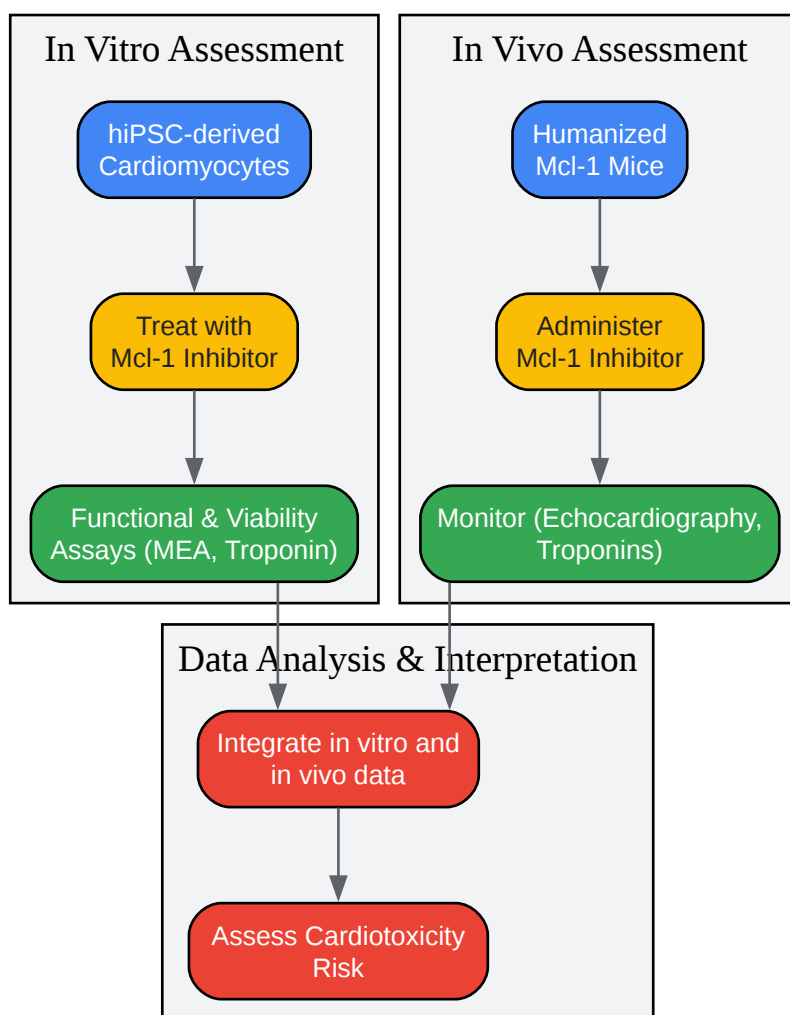 In Vitro Assessment
hiPSC-derived
Cardiomyocytes
Treat with
Mcl-1 Inhibitor
Functional & Viability
Assays (MEA, Troponin)
In Vivo Assessment
Humanized
Mcl-1 Mice
Administer
Mcl-1 Inhibitor
Monitor (Echocardiography,
Troponins)
Data Analysis & Interpretation
Integrate in vitro and
in vivo data
Assess Cardiotoxicity
Risk